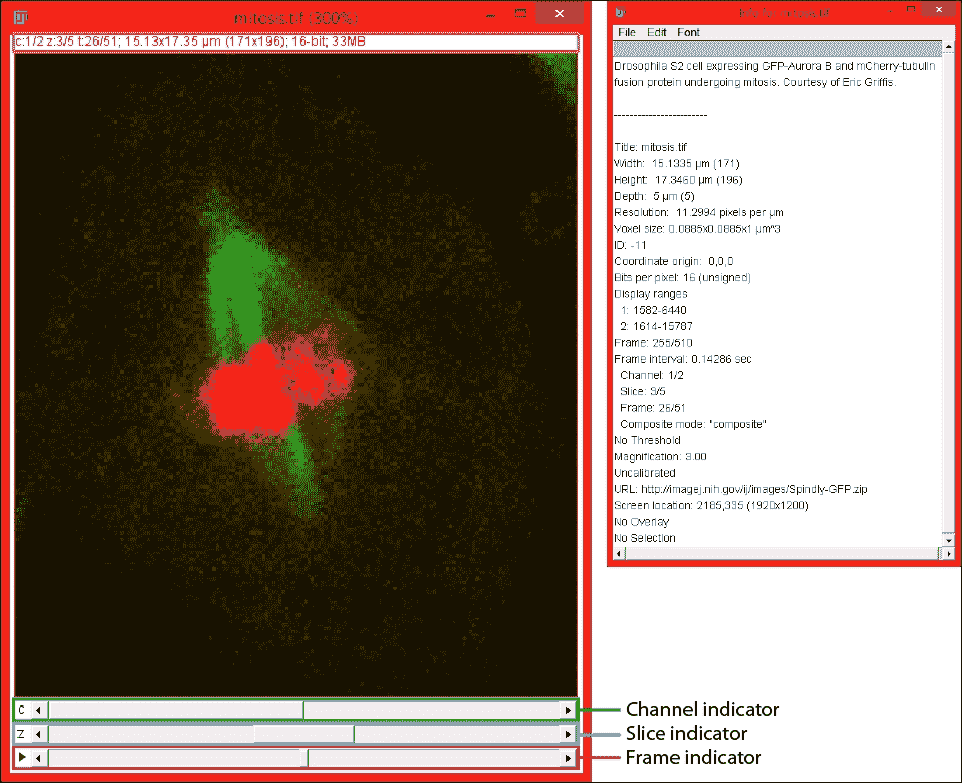 mitosis.tif (300%)
c:1/2 z:3/5 t:26/51; 15.13x17.35 µm (171x196); 16-bit; 33MB
File Edit Font
Drosophila S2 cell expressing GFP-Aurora B and mCherry-tubulin
fusion protein undergoing mitosis. Courtesy of Eric Griffis.
------------------------
Title: mitosis.tif
Width: 15.1335 µm (171)
Height: 17.3460 µm (196)
Depth: 5 µm (5)
Resolution: 11.2994 pixels per µm
Voxel size: 0.0885x0.0885x1 µm^3
ID: -11
Coordinate origin: 0,0,0
Bits per pixel: 16 (unsigned)
Display ranges
1: 1582-6440
2: 1614-15787
Frame: 255/510
Frame interval: 0.14286 sec
Channel: 1/2
Slice: 3/5
Frame: 26/51
Composite mode: "composite"
No Threshold
Magnification: 3.00
Uncalibrated
URL: http://imagej.nih.gov/ij/images/Spindly-GFP.zip
Screen location: 2185,335 (1920x1200)
No Overlay
No Selection
C
Channel indicator
Z
Slice indicator
Frame indicator